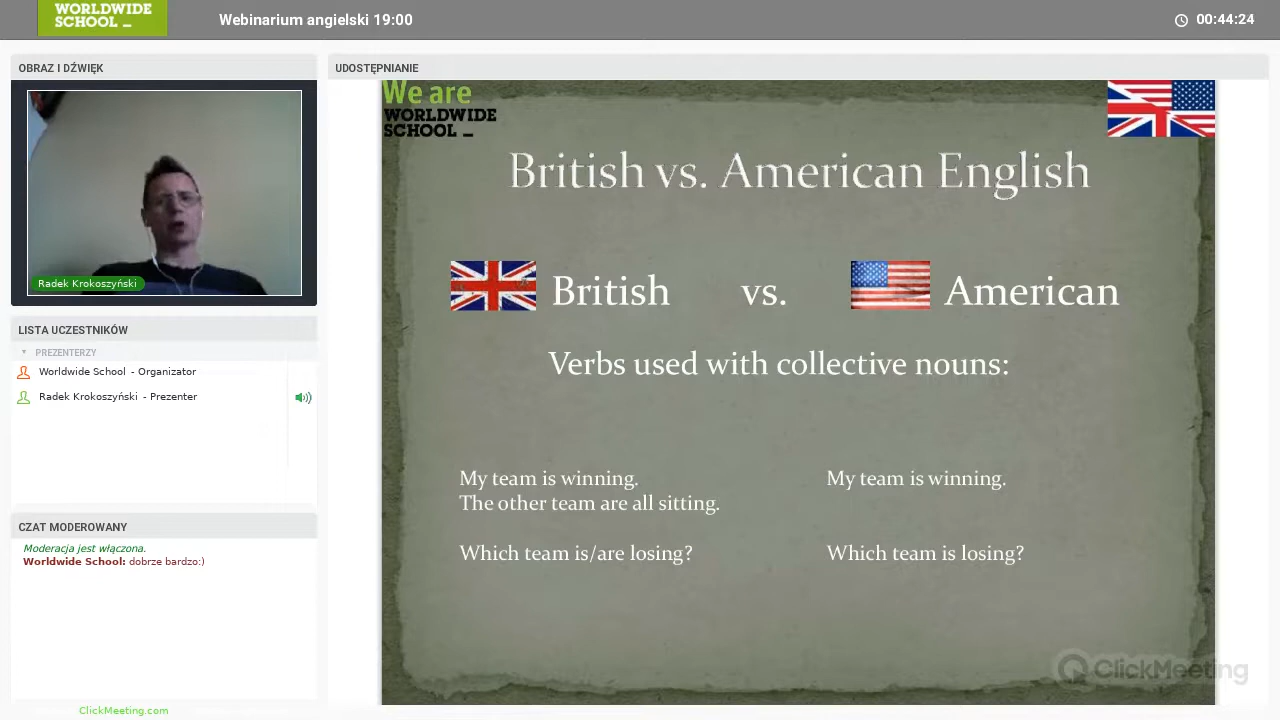 WORLDWIDE
SCHOOL _
Webinarium angielski 19:00
00:44:24
OBRAZ I DŹWIĘK
Radek Krokoszyński
LISTA UCZESTNIKÓW
PREZENTERZY
Worldwide School - Organizator
Radek Krokoszyński - Prezenter
CZAT MODEROWANY
Moderacja jest włączona.
Worldwide School: dobrze bardzo:)
ClickMeeting.com
UDOSTĘPNIANIE
We are
WORLDWIDE
SCHOOL _
British vs. American English
British vs. American
Verbs used with collective nouns:
My team is winning.
The other team are all sitting.
Which team is/are losing?
My team is winning.
Which team is losing?
ClickMeeting